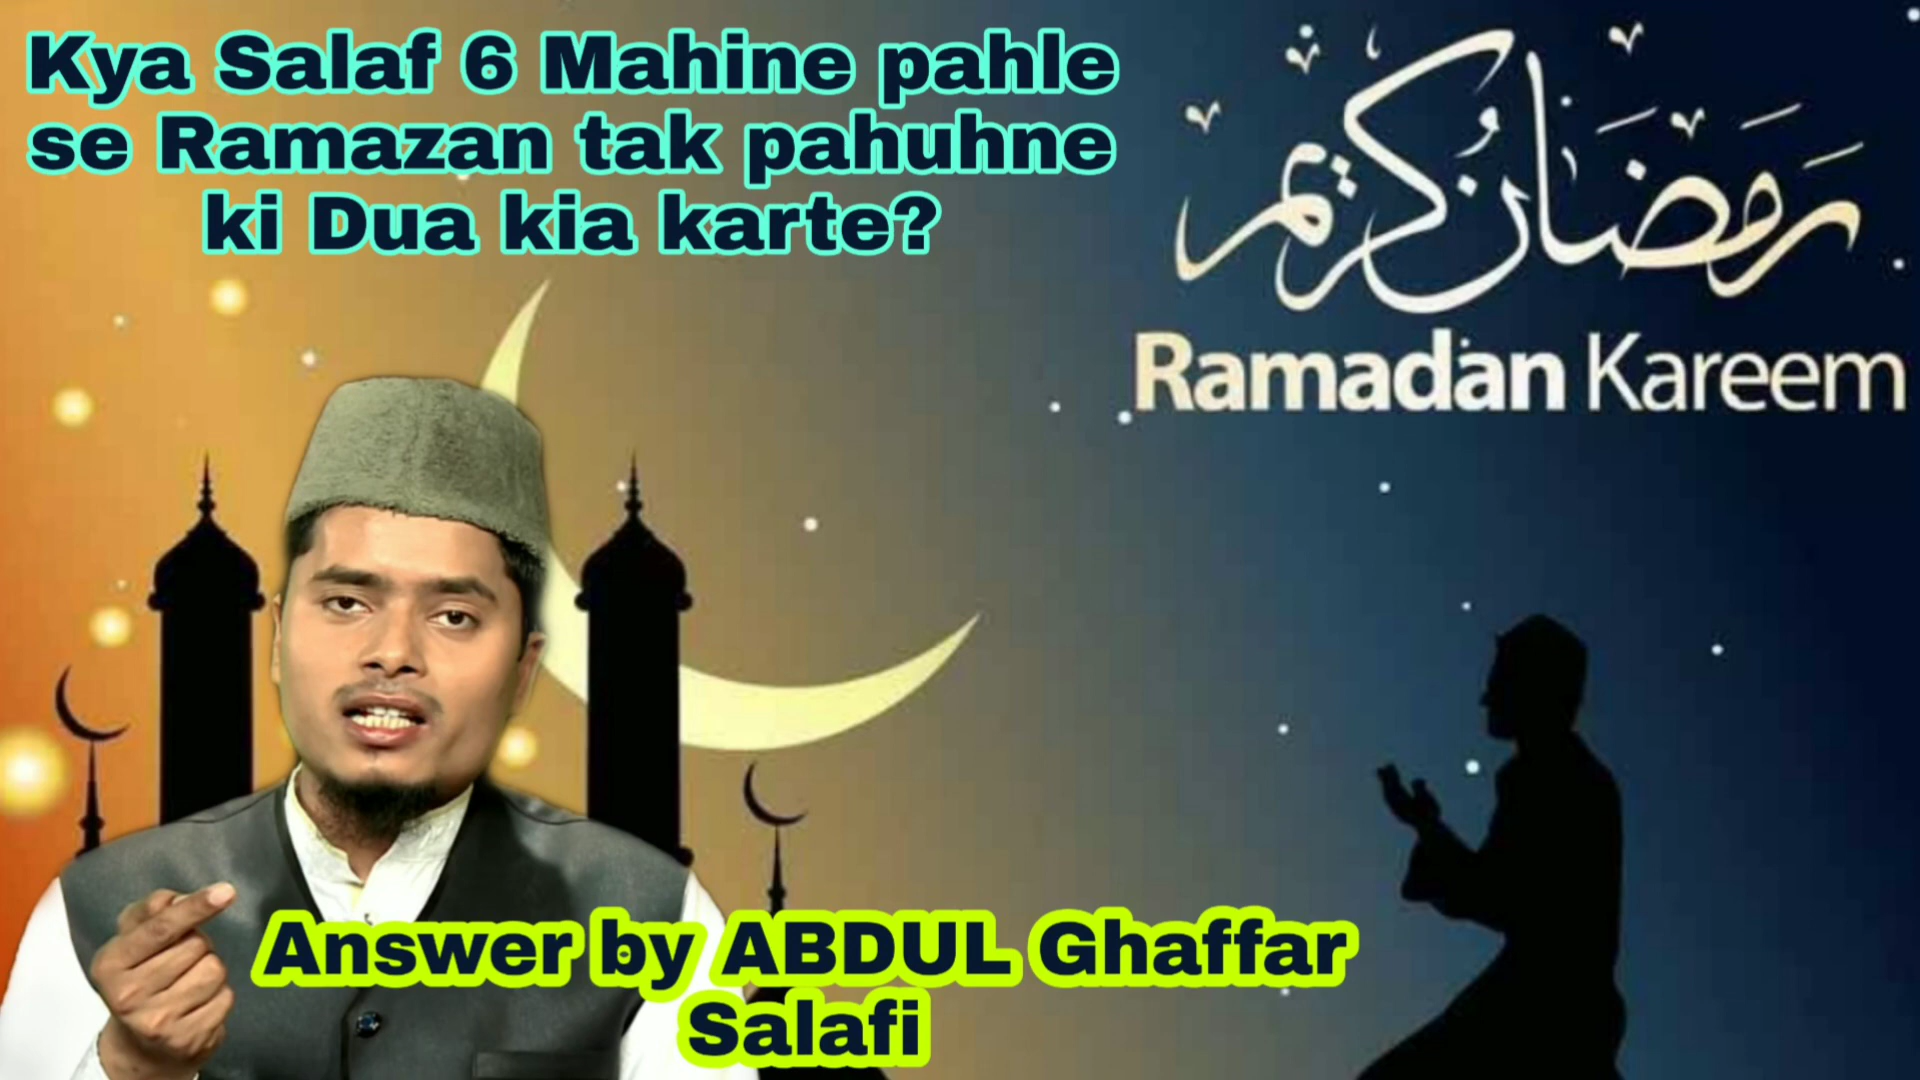 Kya Salaf 6 Mahine pahle
se Ramazan tak pahuhne
ki Dua kia karte?
رمضان كريم
Ramadan Kareem
Answer by ABDUL Ghaffar
Salafi